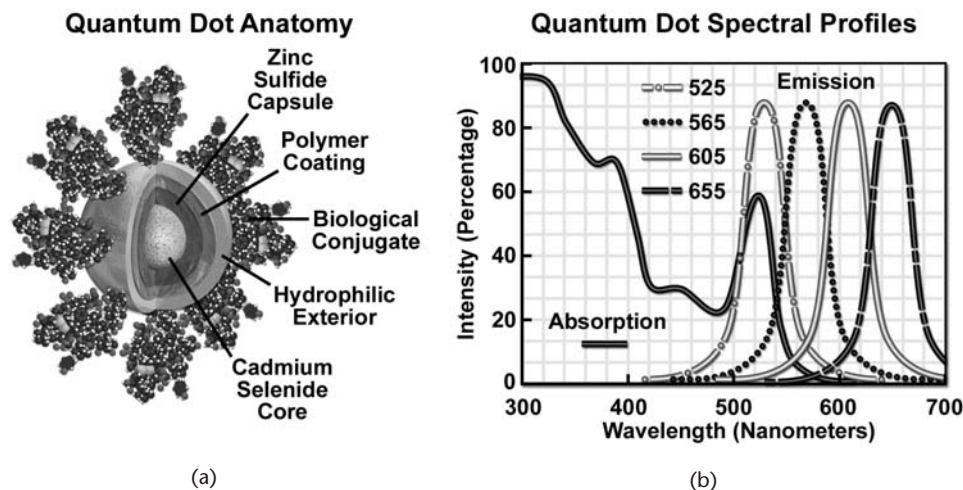 Quantum Dot Anatomy
Zinc
Sulfide
Capsule
Polymer
Coating
Biological
Conjugate
Hydrophilic
Exterior
Cadmium
Selenide
Core
(a)
Quantum Dot Spectral Profiles
Intensity (Percentage)
100
80
60
40
20
0
Emission
525
565
605
655
Absorption
300 400 500 600 700
Wavelength (Nanometers)
(b)